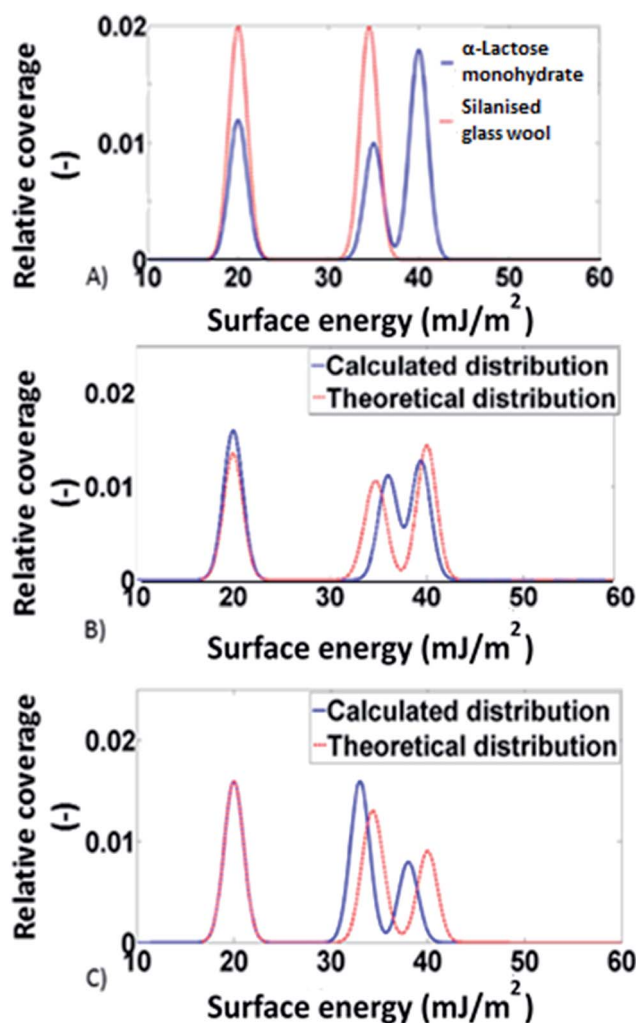 0.02
0.01
0
Relative coverage
(-)
α-Lactose
monohydrate
Silanised
glass wool
A)
10 20 30 40 50 60
Surface energy (mJ/m²)
0.02
0.01
0
Relative coverage
(-)
Calculated distribution
Theoretical distribution
B)
10 20 30 40 50 60
Surface energy (mJ/m²)
0.02
0.01
0
Relative coverage
(-)
Calculated distribution
Theoretical distribution
C)
10 20 30 40 50 60
Surface energy (mJ/m²)